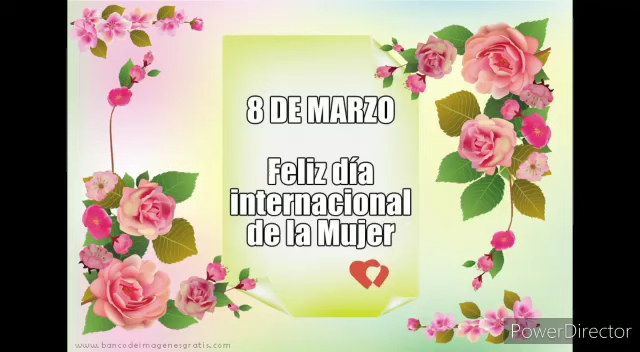 8 DE MARZO
Feliz día
internacional
de la Mujer
PowerDirector
www.bancodeimagenesgratis.com